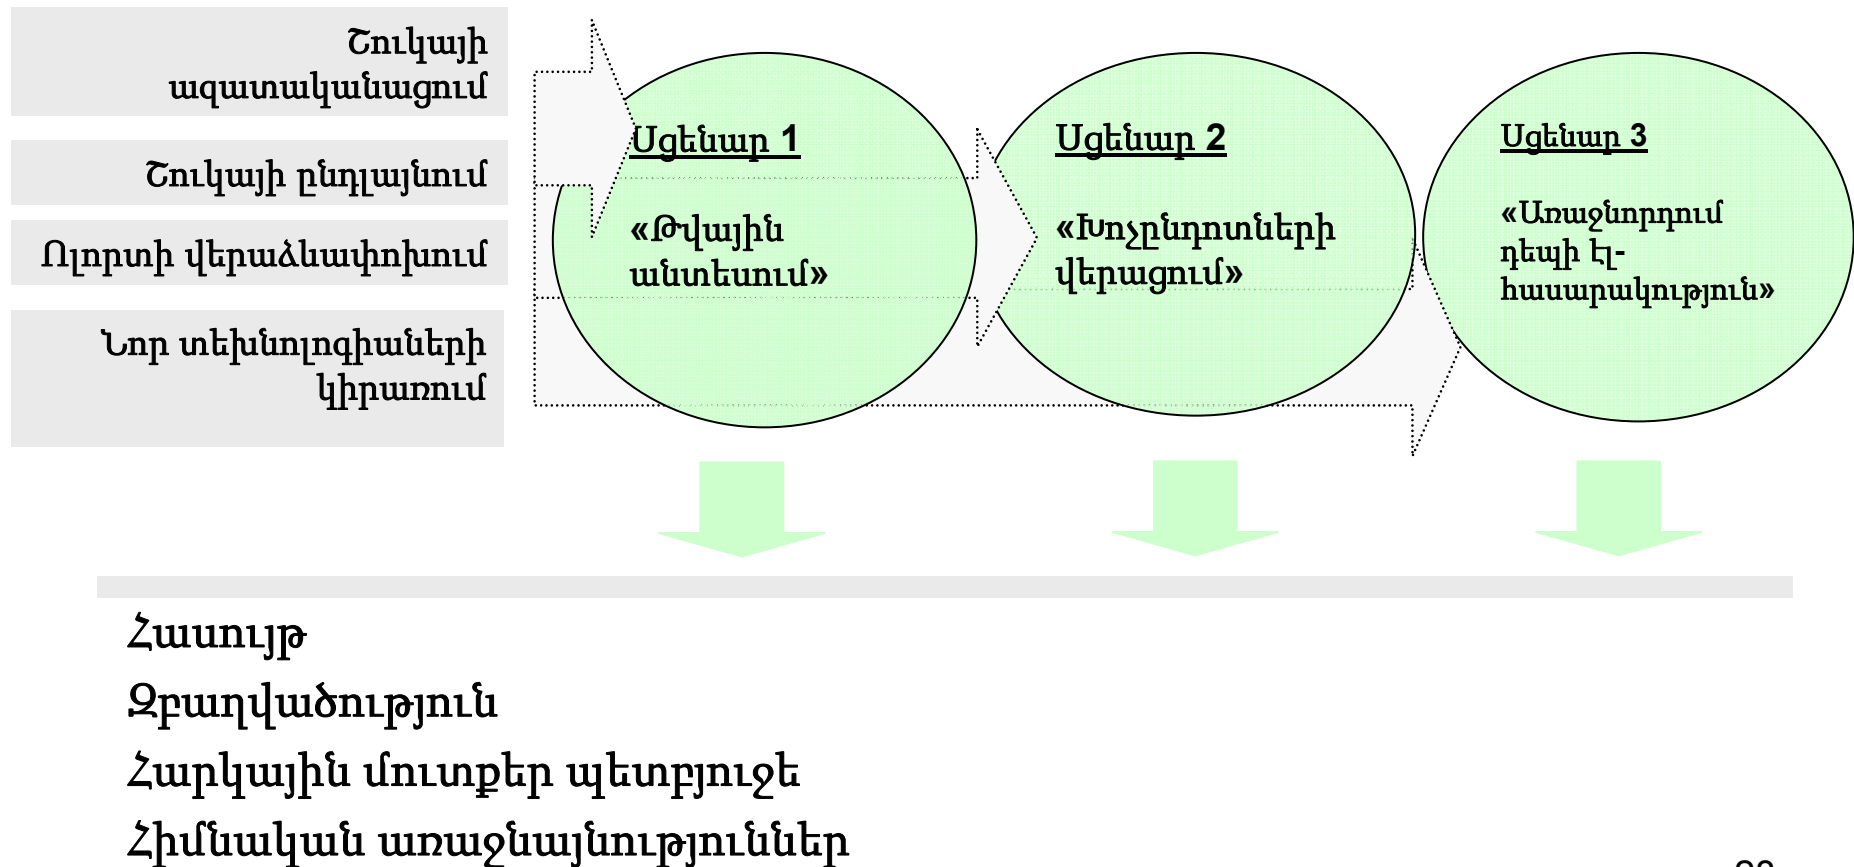 Շուկայի
ազատականացում
Շուկայի ընդլայնում
Ոլորտի վերաձևափոխում
Նոր տեխնոլոգիաների
կիրառում
Սցենար 1
«Թվային
անտեսում»
Սցենար 2
«Խոչընդոտների
վերացում»
Սցենար 3
«Առաջնորդում
դեպի էլ-
հասարակություն»
Հասույթ
Զբաղվածություն
Հարկային մուտքեր պետբյուջե
Հիմնական առաջնայնություններ